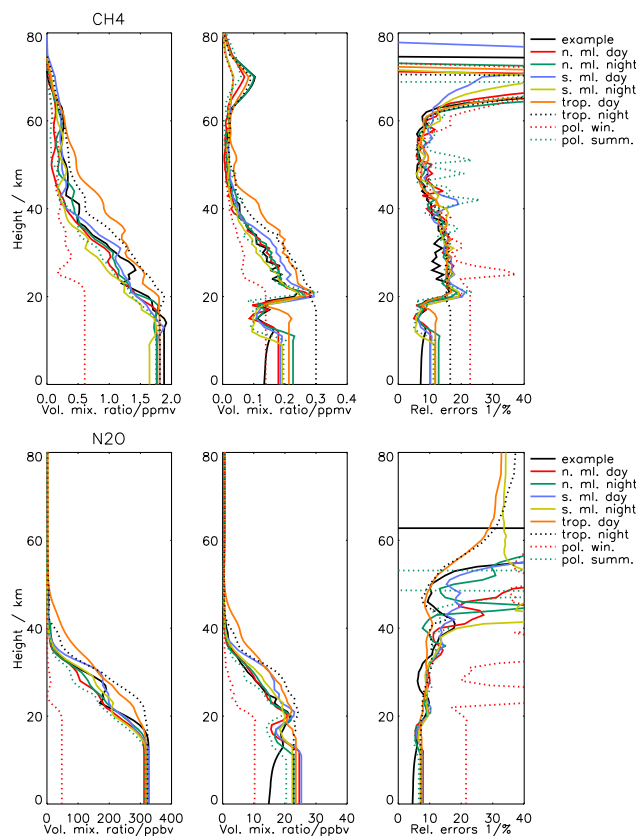 CH4
80
60
40
20
0
Height / km
0.0 0.5 1.0 1.5 2.0
Vol. mix. ratio/ppmv
80
60
40
20
0
0.0 0.1 0.2 0.3 0.4
Vol. mix. ratio/ppmv
80
60
40
20
0
0 10 20 30 40
Rel. errors 1/%
example
n. ml. day
n. ml. night
s. ml. day
s. ml. night
trop. day
trop. night
pol. win.
pol. summ.
N2O
80
60
40
20
0
Height / km
0 100 200 300 400
Vol. mix. ratio/ppbv
80
60
40
20
0
0 10 20 30 40
Vol. mix. ratio/ppbv
80
60
40
20
0
0 10 20 30 40
Rel. errors 1/%
example
n. ml. day
n. ml. night
s. ml. day
s. ml. night
trop. day
trop. night
pol. win.
pol. summ.